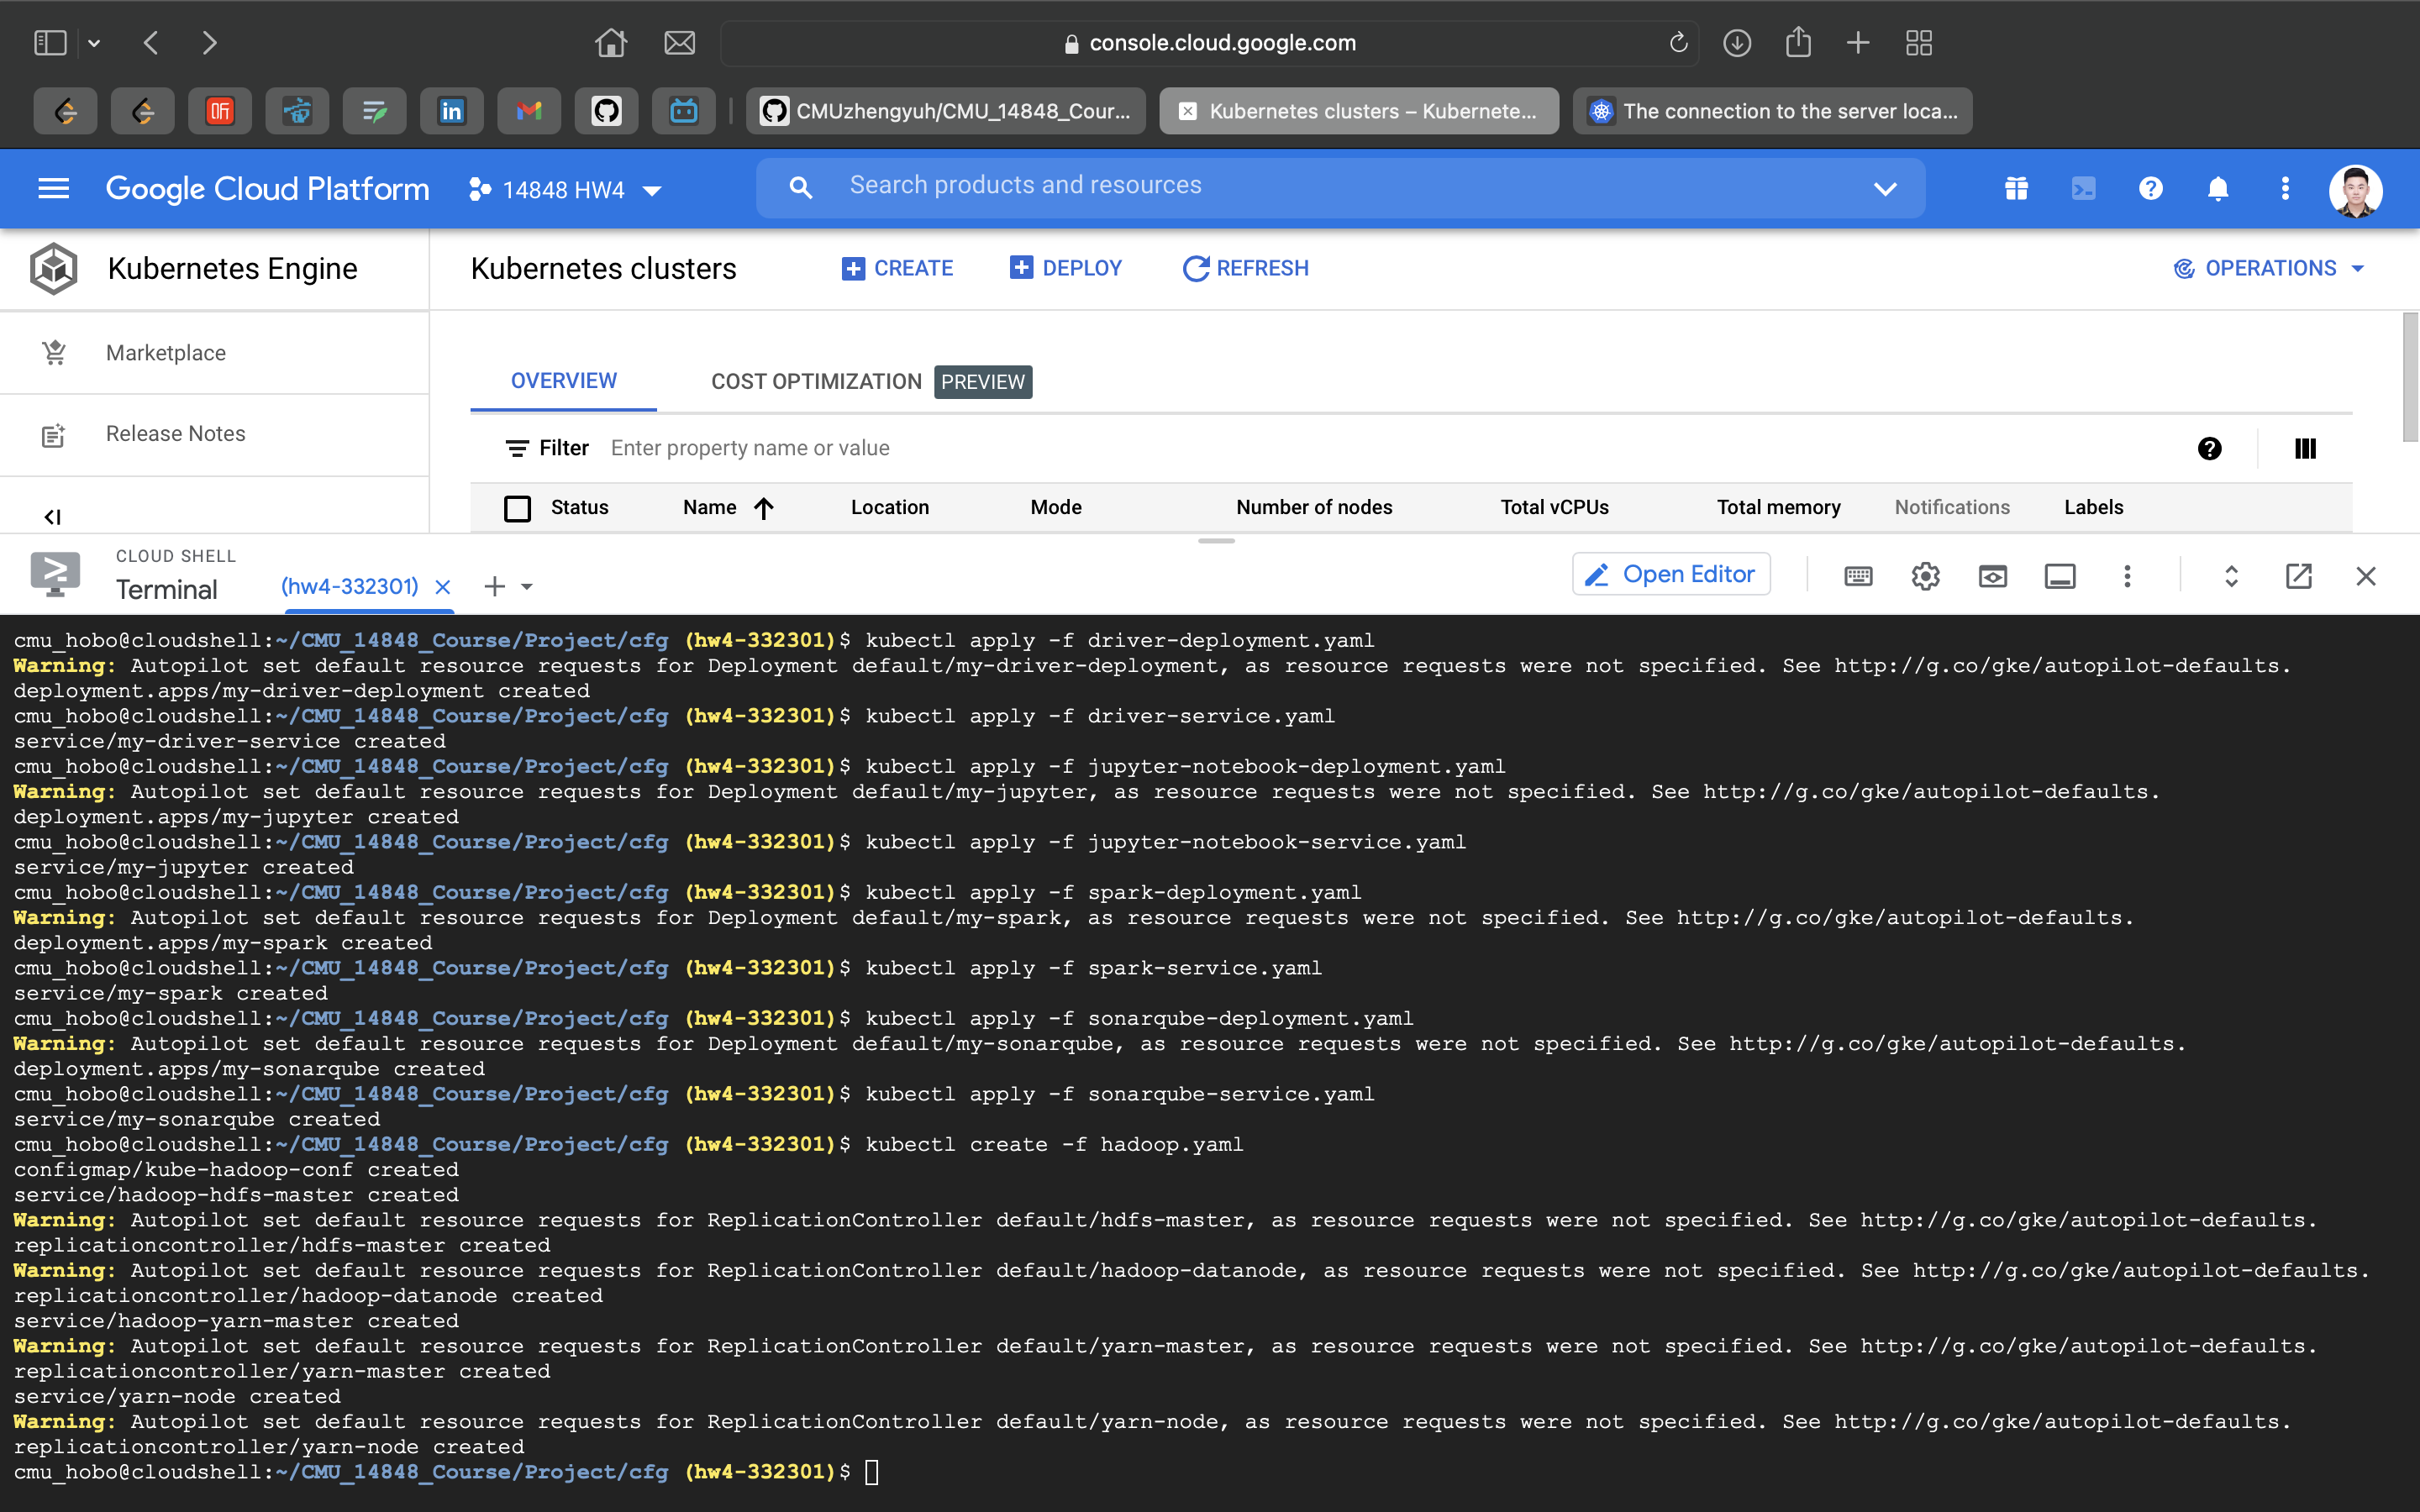 console.cloud.google.com
听
in
CMUzhengyuh/CMU_14848_Cour...
Kubernetes clusters – Kubernete...
The connection to the server loca...
Google Cloud Platform
14848 HW4
Search products and resources
Kubernetes Engine
Kubernetes clusters
CREATE
DEPLOY
REFRESH
OPERATIONS
Marketplace
Release Notes
OVERVIEW
COST OPTIMIZATION PREVIEW
Filter Enter property name or value
Status Name Location Mode Number of nodes Total vCPUs Total memory Notifications Labels
CLOUD SHELL
Terminal
(hw4-332301)
Open Editor
cmu_hobo@cloudshell:~/CMU_14848_Course/Project/cfg (hw4-332301)$ kubectl apply -f driver-deployment.yaml
Warning: Autopilot set default resource requests for Deployment default/my-driver-deployment, as resource requests were not specified. See http://g.co/gke/autopilot-defaults.
deployment.apps/my-driver-deployment created
cmu_hobo@cloudshell:~/CMU_14848_Course/Project/cfg (hw4-332301)$ kubectl apply -f driver-service.yaml
service/my-driver-service created
cmu_hobo@cloudshell:~/CMU_14848_Course/Project/cfg (hw4-332301)$ kubectl apply -f jupyter-notebook-deployment.yaml
Warning: Autopilot set default resource requests for Deployment default/my-jupyter, as resource requests were not specified. See http://g.co/gke/autopilot-defaults.
deployment.apps/my-jupyter created
cmu_hobo@cloudshell:~/CMU_14848_Course/Project/cfg (hw4-332301)$ kubectl apply -f jupyter-notebook-service.yaml
service/my-jupyter created
cmu_hobo@cloudshell:~/CMU_14848_Course/Project/cfg (hw4-332301)$ kubectl apply -f spark-deployment.yaml
Warning: Autopilot set default resource requests for Deployment default/my-spark, as resource requests were not specified. See http://g.co/gke/autopilot-defaults.
deployment.apps/my-spark created
cmu_hobo@cloudshell:~/CMU_14848_Course/Project/cfg (hw4-332301)$ kubectl apply -f spark-service.yaml
service/my-spark created
cmu_hobo@cloudshell:~/CMU_14848_Course/Project/cfg (hw4-332301)$ kubectl apply -f sonarqube-deployment.yaml
Warning: Autopilot set default resource requests for Deployment default/my-sonarqube, as resource requests were not specified. See http://g.co/gke/autopilot-defaults.
deployment.apps/my-sonarqube created
cmu_hobo@cloudshell:~/CMU_14848_Course/Project/cfg (hw4-332301)$ kubectl apply -f sonarqube-service.yaml
service/my-sonarqube created
cmu_hobo@cloudshell:~/CMU_14848_Course/Project/cfg (hw4-332301)$ kubectl create -f hadoop.yaml
configmap/kube-hadoop-conf created
service/hadoop-hdfs-master created
Warning: Autopilot set default resource requests for ReplicationController default/hdfs-master, as resource requests were not specified. See http://g.co/gke/autopilot-defaults.
replicationcontroller/hdfs-master created
Warning: Autopilot set default resource requests for ReplicationController default/hadoop-datanode, as resource requests were not specified. See http://g.co/gke/autopilot-defaults.
replicationcontroller/hadoop-datanode created
service/hadoop-yarn-master created
Warning: Autopilot set default resource requests for ReplicationController default/yarn-master, as resource requests were not specified. See http://g.co/gke/autopilot-defaults.
replicationcontroller/yarn-master created
service/yarn-node created
Warning: Autopilot set default resource requests for ReplicationController default/yarn-node, as resource requests were not specified. See http://g.co/gke/autopilot-defaults.
replicationcontroller/yarn-node created
cmu_hobo@cloudshell:~/CMU_14848_Course/Project/cfg (hw4-332301)$